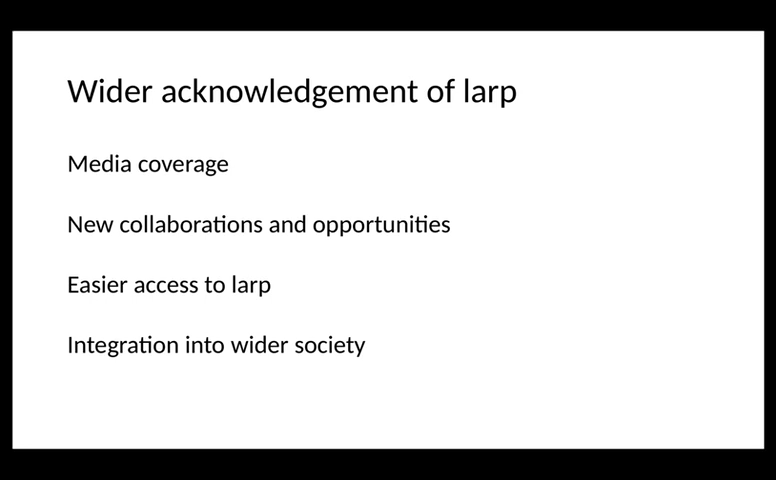 Wider acknowledgement of larp
Media coverage
New collaborations and opportunities
Easier access to larp
Integration into wider society